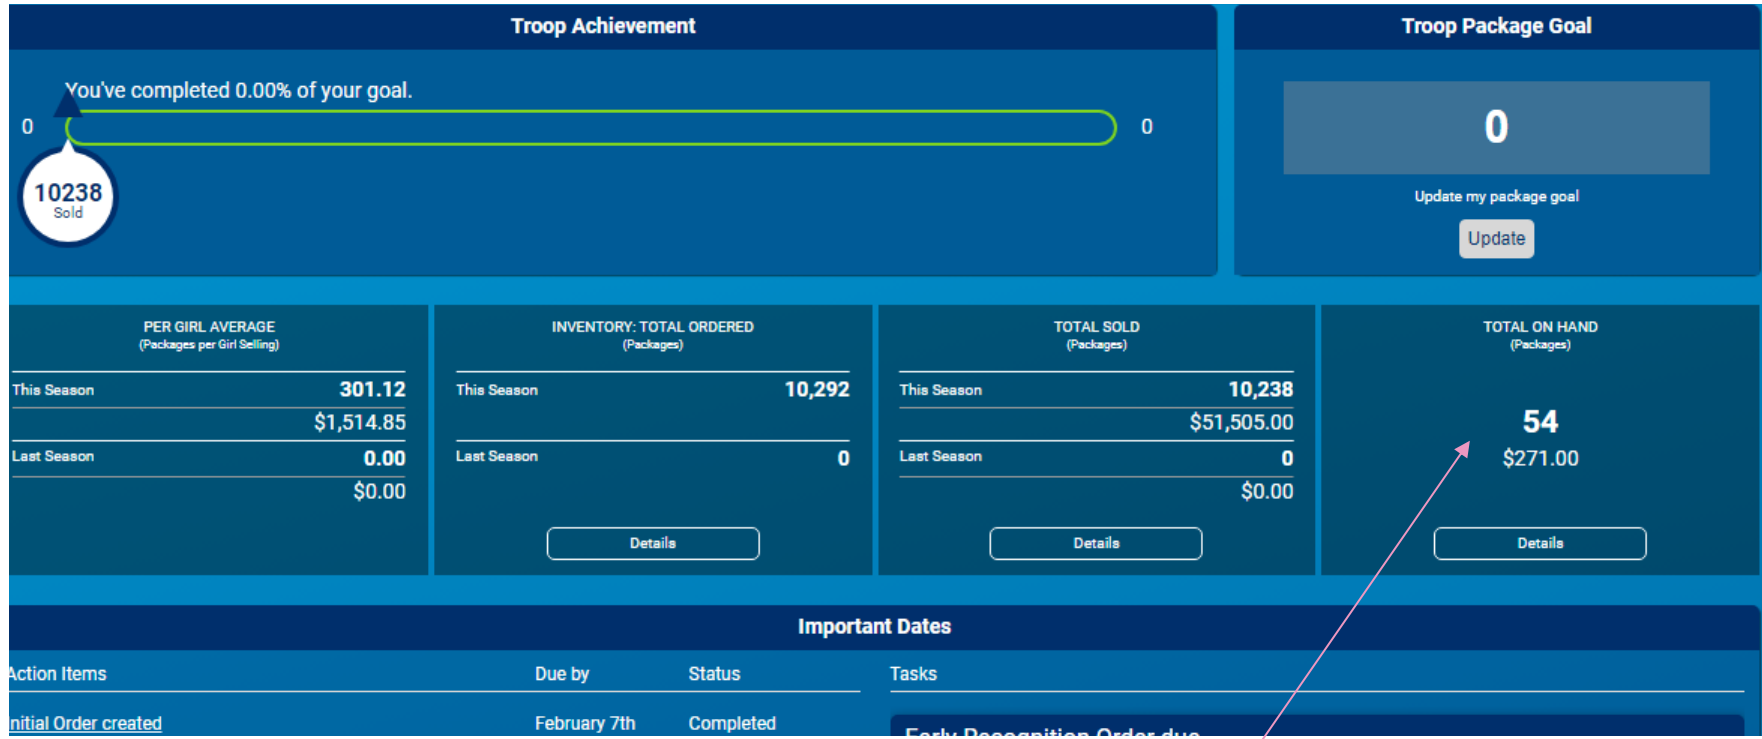 Troop Achievement
You've completed 0.00% of your goal.
0
0
10238
Sold
Troop Package Goal
0
Update my package goal
Update
PER GIRL AVERAGE
(Packages per Girl Selling)
This Season 301.12
$1,514.85
Last Season 0.00
$0.00
INVENTORY: TOTAL ORDERED
(Packages)
This Season 10,292
Last Season 0
Details
TOTAL SOLD
(Packages)
This Season 10,238
$51,505.00
Last Season 0
$0.00
Details
TOTAL ON HAND
(Packages)
54
$271.00
Details
Important Dates
Action Items Due by Status
nitial Order created February 7th Completed
Tasks
Early Recognition Order due